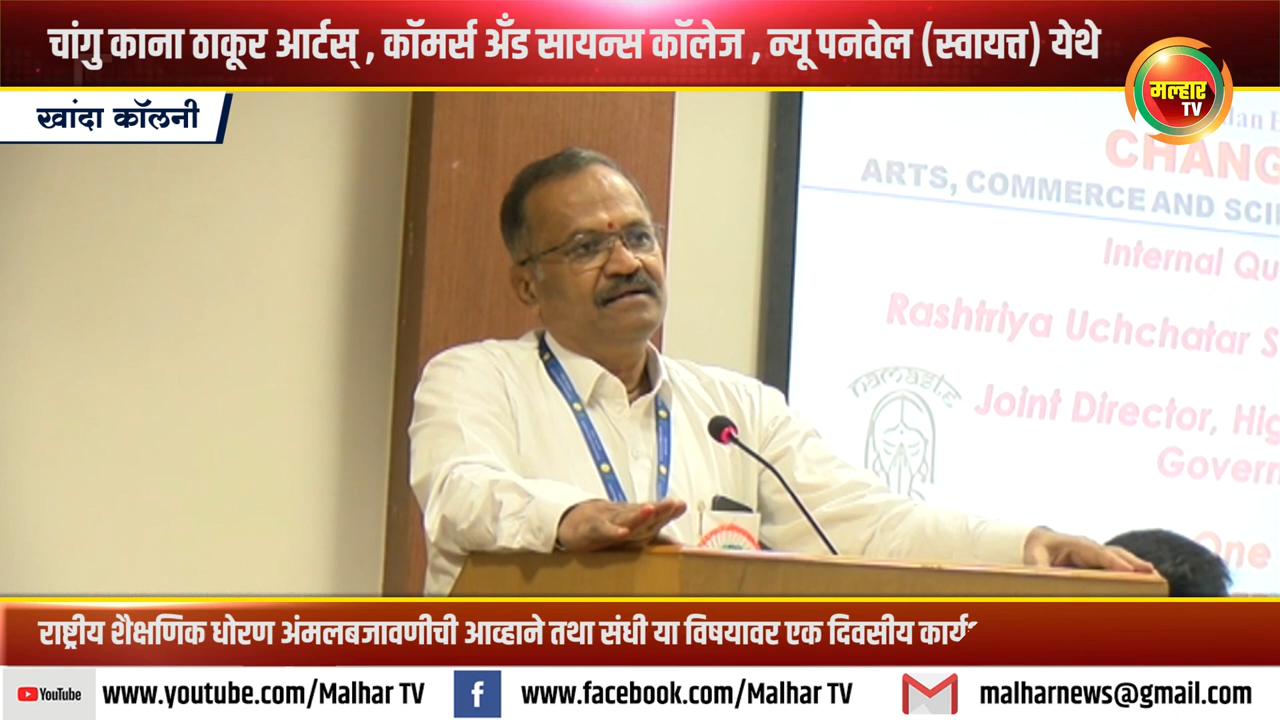 चांगु काना ठाकूर आर्टस् , कॉमर्स अँड सायन्स कॉलेज , न्यू पनवेल (स्वायत्त) येथे
मल्हार
TV
खांदा कॉलनी
CHANG
ARTS, COMMERCE AND SCI
Internal Qu
Rashtriya Uchchatar S
namaste
Joint Director, Hig
Govern
One
राष्ट्रीय शैक्षणिक धोरण अंमलबजावणीची आव्हाने तथा संधी या विषयावर एक दिवसीय
YouTube
www.youtube.com/Malhar TV
f
www.facebook.com/Malhar TV
malharnews@gmail.com